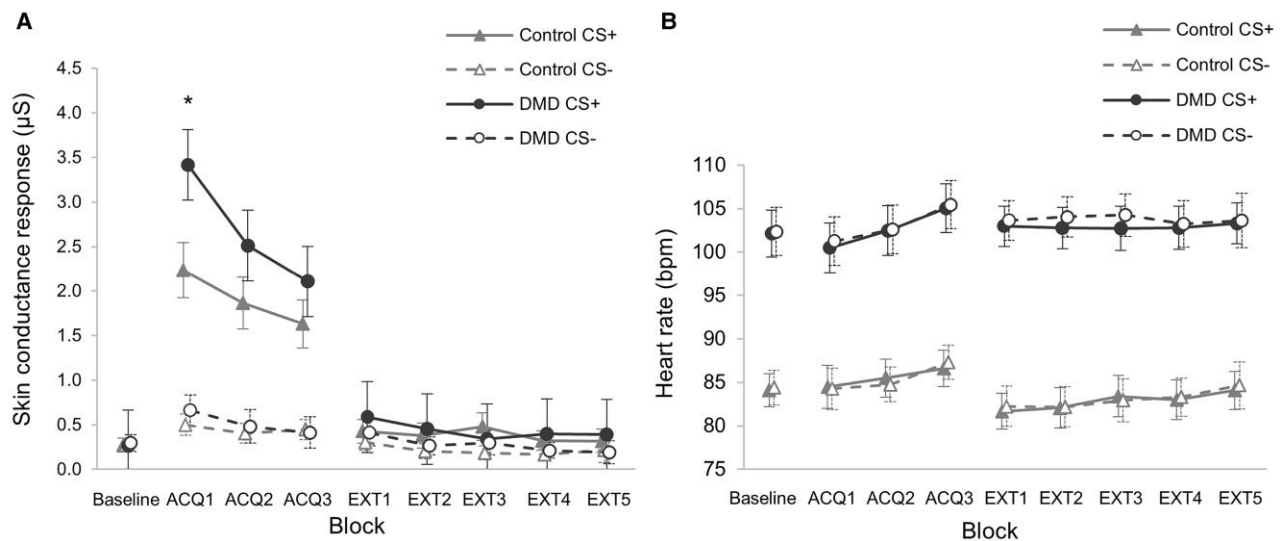 A
Control CS+
Control CS-
DMD CS+
DMD CS-
4.5
4.0
3.5
3.0
2.5
2.0
1.5
1.0
0.5
0.0
*
Skin conductance response (µS)
Baseline ACQ1 ACQ2 ACQ3 EXT1 EXT2 EXT3 EXT4 EXT5
Block
B
Control CS+
Control CS-
DMD CS+
DMD CS-
110
105
100
95
90
85
80
75
Heart rate (bpm)
Baseline ACQ1 ACQ2 ACQ3 EXT1 EXT2 EXT3 EXT4 EXT5
Block